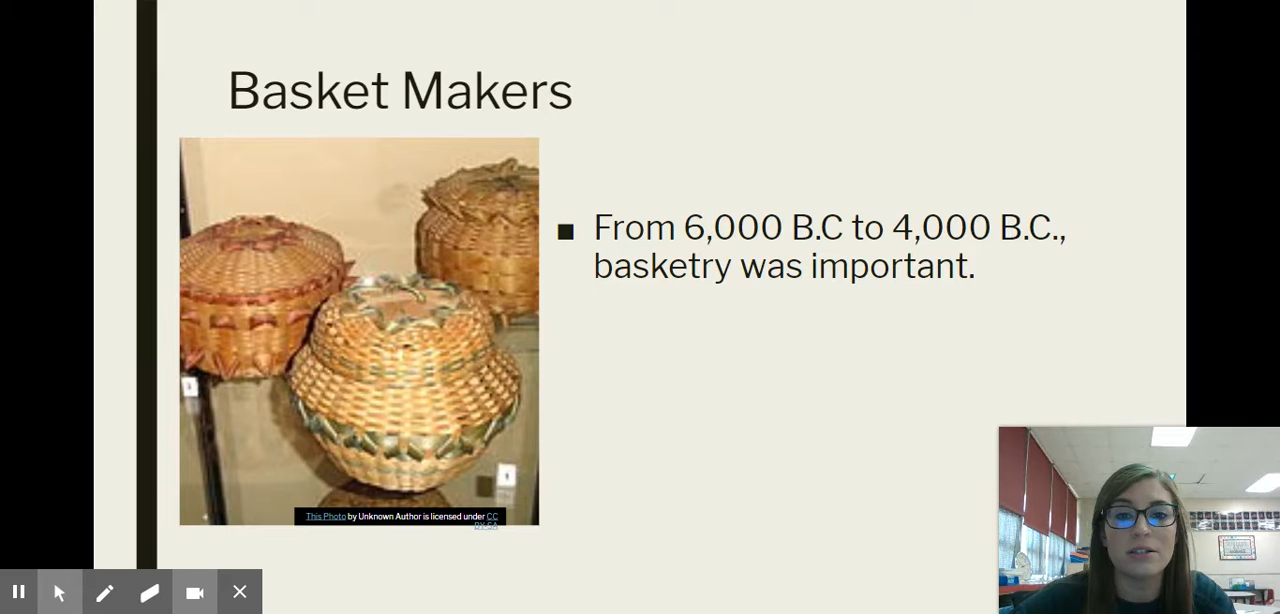 Basket Makers
■ From 6,000 B.C to 4,000 B.C.,
basketry was important.
This Photo by Unknown Author is licensed under CC
BY-SA